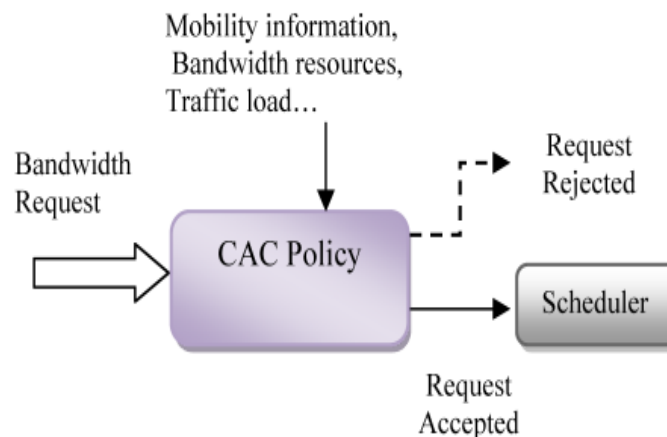 Mobility information,
Bandwidth resources,
Traffic load...
Bandwidth
Request
CAC Policy
Request
Rejected
Scheduler
Request
Accepted